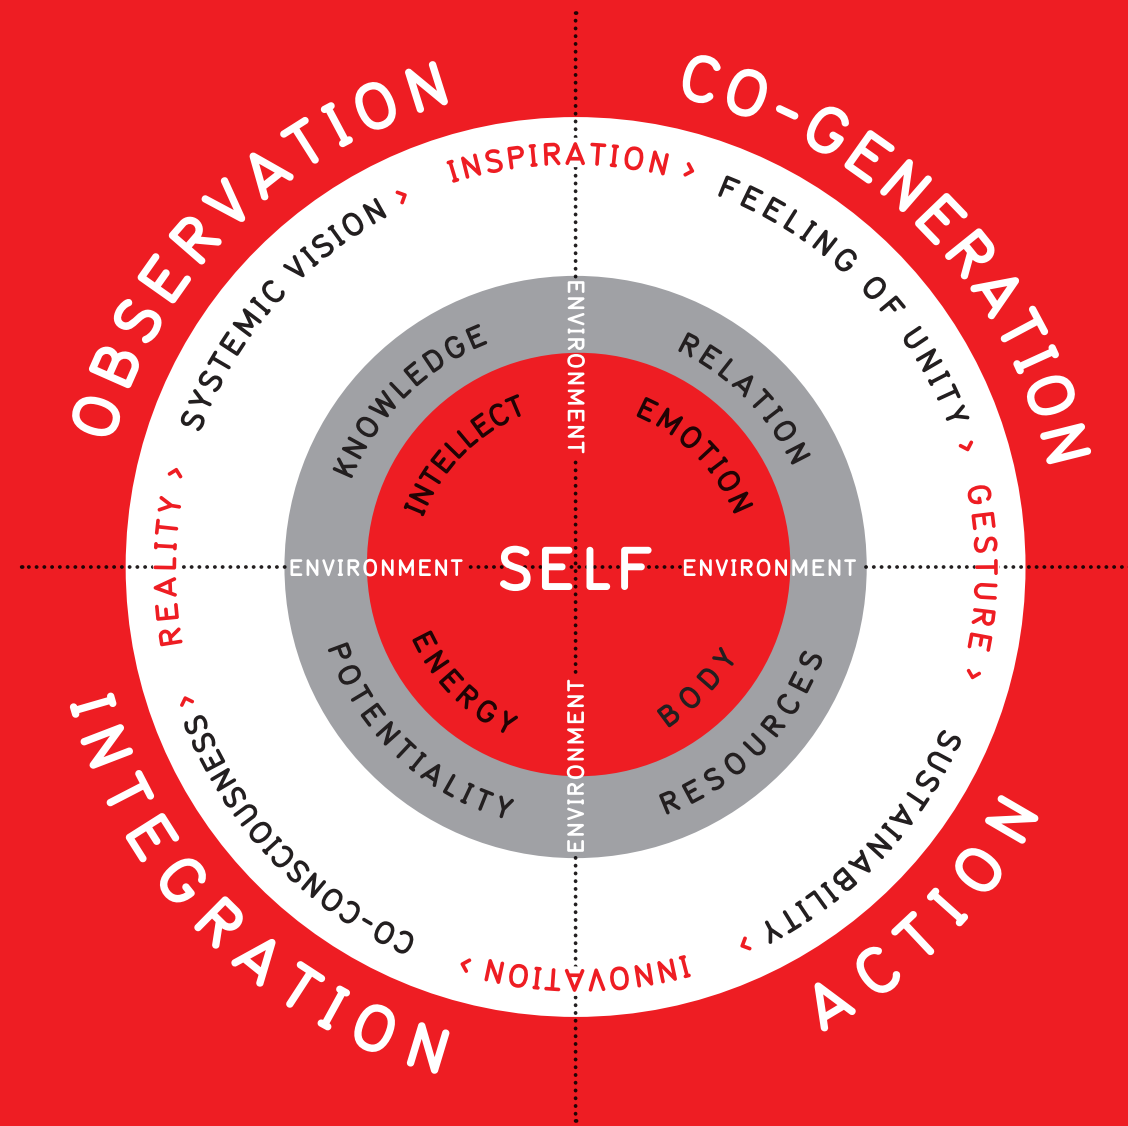 OBSERVATION
CO-GENERATION
INSPIRATION >
SYSTEMIC VISION >
FEELING OF UNITY >
KNOWLEDGE
ENVIRONMENT
RELATION
INTELLECT
EMOTION
REALITY >
ENVIRONMENT
SELF
ENVIRONMENT
GESTURE >
ENERGY
BODY
POTENTIALITY
ENVIRONMENT
RESOURCES
CO-CONSCIOUSNESS >
SUSTAINABILITY >
INNOVATION >
INTEGRATION
ACTION